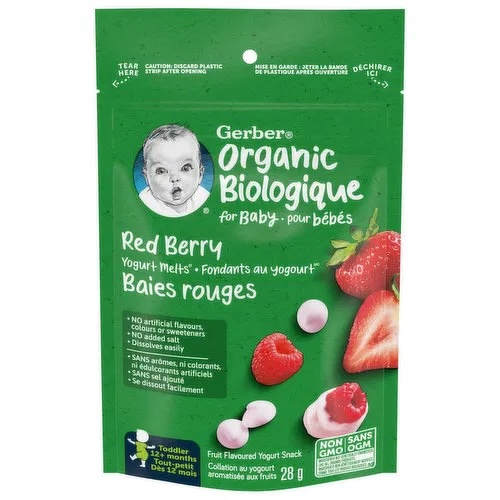 TEAR
HERE
CAUTION: DISCARD PLASTIC
STRIP AFTER OPENING
MISE EN GARDE : JETER LA BANDE
DE PLASTIQUE APRÈS OUVERTURE
DÉCHIRER
ICI
Gerber®
Organic
Biologique
for Baby • pour bébés
®
Red Berry
Yogurt Melts® • Fondants au yogourt MC
Baies rouges
• NO artificial flavours,
colours or sweeteners
• NO added salt
• Dissolves easily
• SANS arômes, ni colorants,
ni édulcorants artificiels
• SANS sel ajouté
• Se dissout facilement
Toddler
12+ months
Tout-petit
Dès 12 mois
Fruit Flavoured Yogurt Snack
Collation au yogourt
aromatisée aux fruits
28 g
NON SANS
GMO OGM